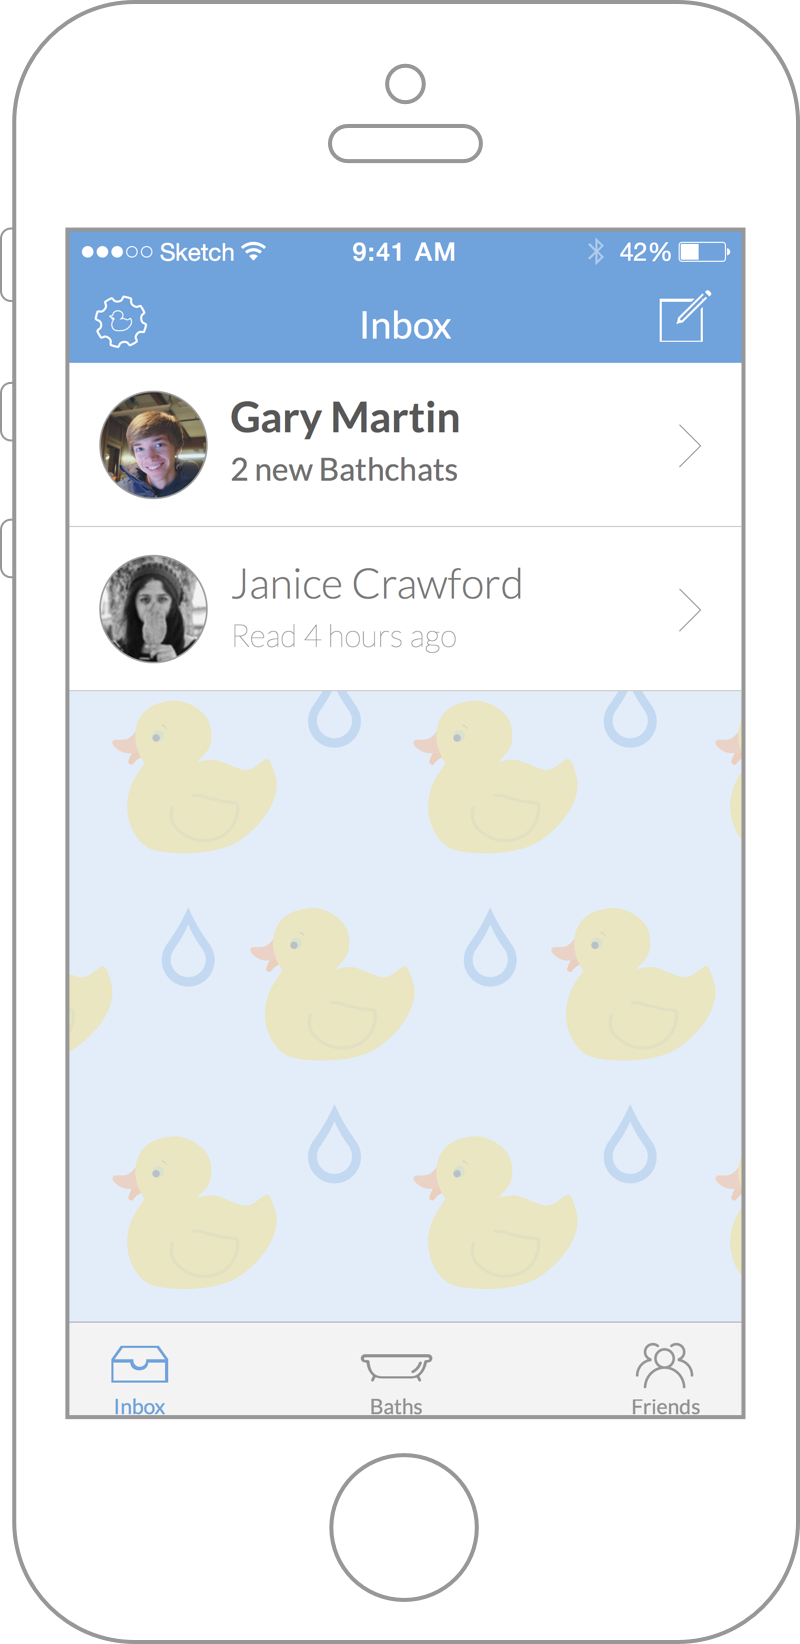 Sketch 9:41 AM 42%
Inbox
Gary Martin
2 new Bathchats
Janice Crawford
Read 4 hours ago
Inbox Baths Friends